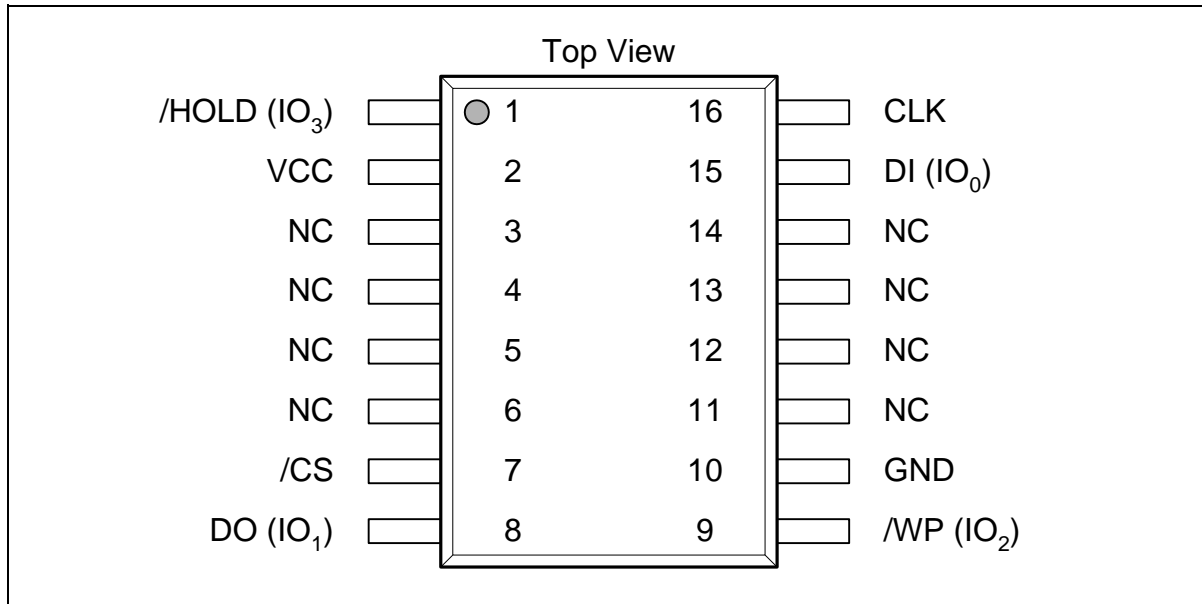 Top View
/HOLD (IO3) 1 16 CLK
VCC 2 15 DI (IO0)
NC 3 14 NC
NC 4 13 NC
NC 5 12 NC
NC 6 11 NC
/CS 7 10 GND
DO (IO1) 8 9 /WP (IO2)